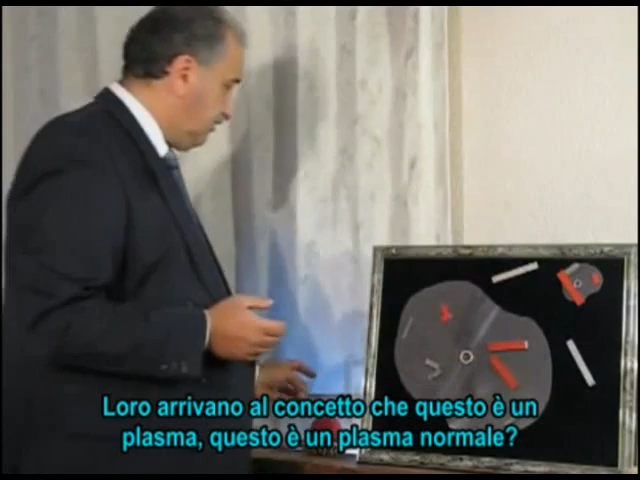 Loro arrivano al concetto che questo è un
plasma, questo è un plasma normale?